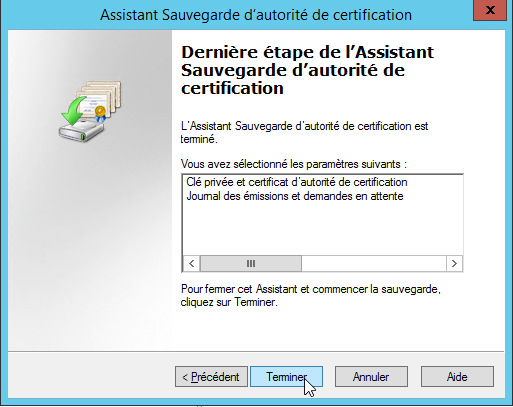 Assistant Sauvegarde d'autorité de certification
x
Dernière étape de l'Assistant
Sauvegarde d'autorité de
certification
L'Assistant Sauvegarde d'autorité de certification est
terminé.
Vous avez sélectionné les paramètres suivants :
Clé privée et certificat d'autorité de certification
Journal des émissions et demandes en attente
Pour fermer cet Assistant et commencer la sauvegarde,
cliquez sur Terminer.
< Précédent Terminer Annuler Aide